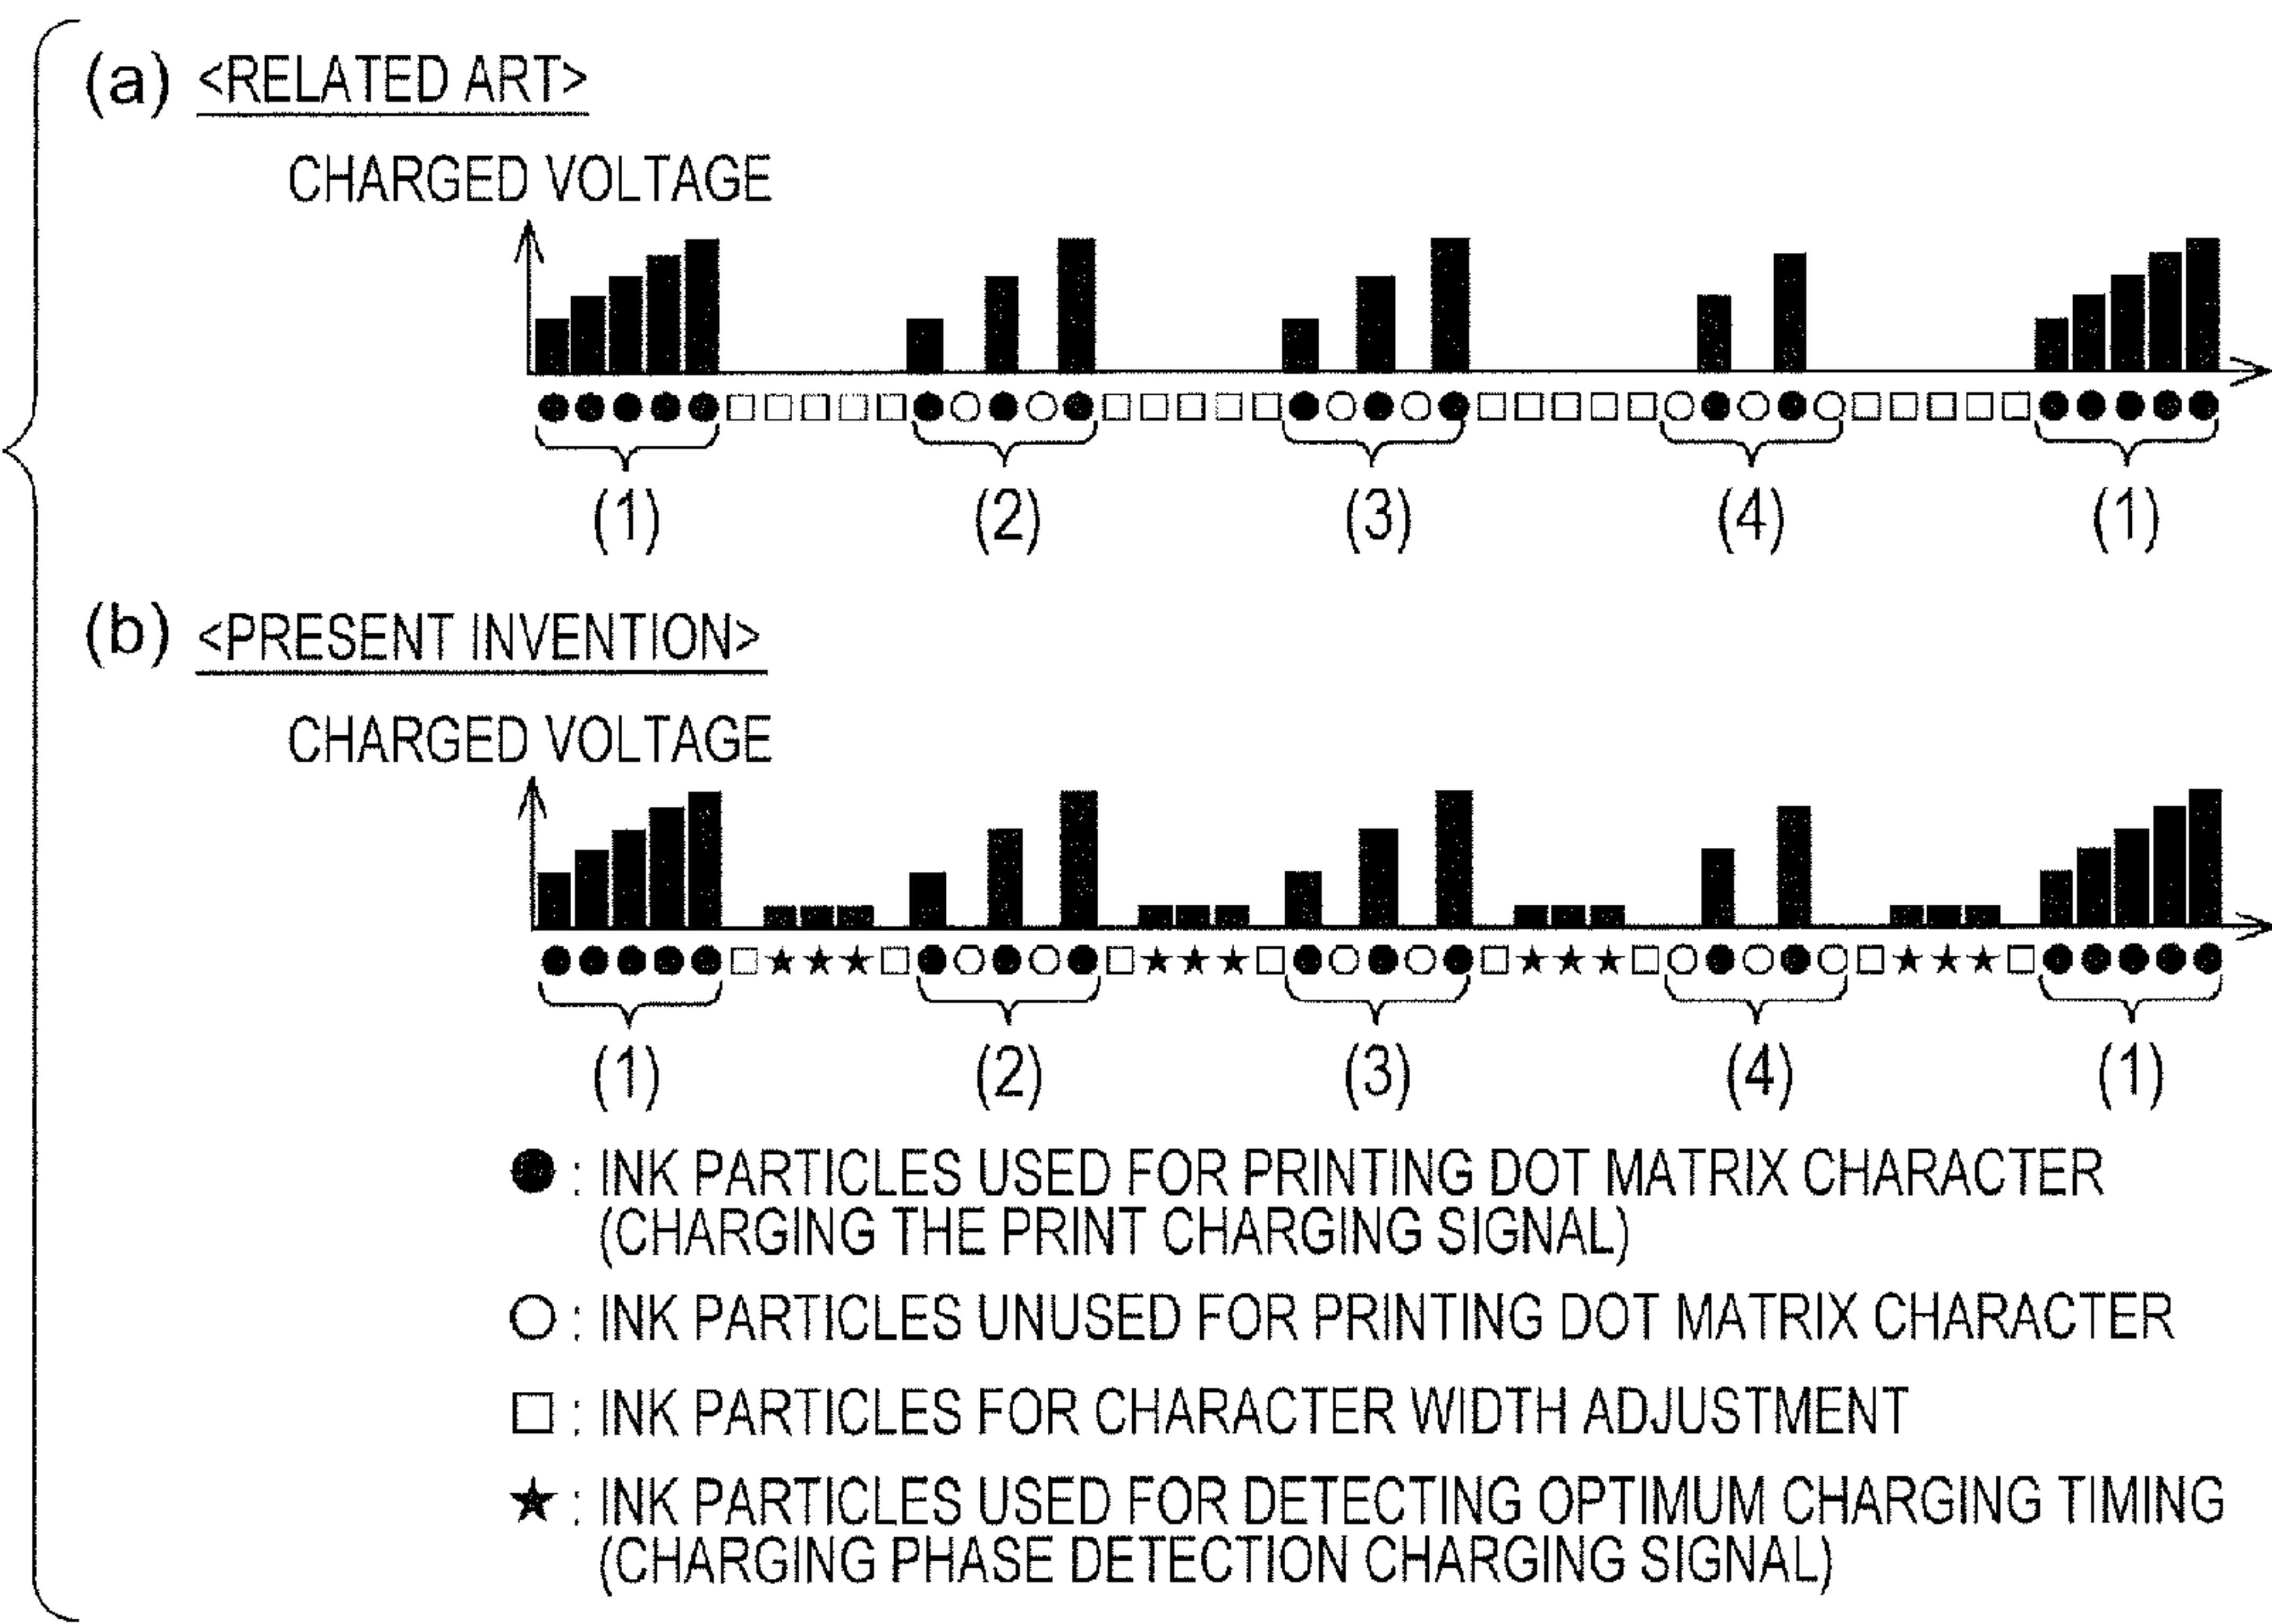 (a) <RELATED ART>
CHARGED VOLTAGE
(1) (2) (3) (4) (1)
(b) <PRESENT INVENTION>
CHARGED VOLTAGE
(1) (2) (3) (4) (1)
● : INK PARTICLES USED FOR PRINTING DOT MATRIX CHARACTER
(CHARGING THE PRINT CHARGING SIGNAL)
○ : INK PARTICLES UNUSED FOR PRINTING DOT MATRIX CHARACTER
□ : INK PARTICLES FOR CHARACTER WIDTH ADJUSTMENT
★ : INK PARTICLES USED FOR DETECTING OPTIMUM CHARGING TIMING
(CHARGING PHASE DETECTION CHARGING SIGNAL)